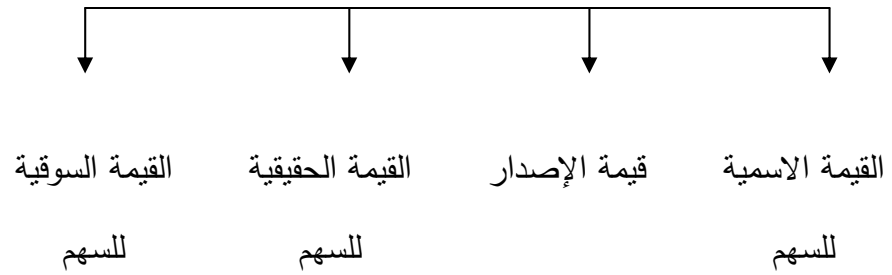 القيمة الاسمية
للسهم
قيمة الإصدار
القيمة الحقيقية
للسهم
القيمة السوقية
للسهم